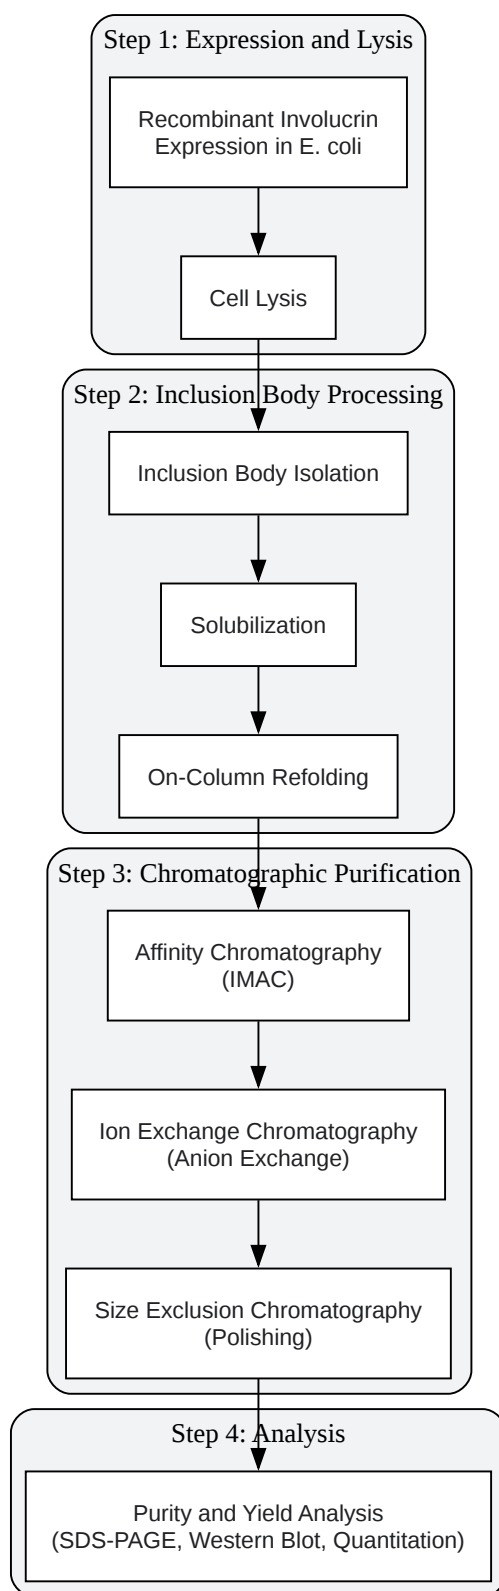 Step 1: Expression and Lysis
Recombinant Involucrin
Expression in E. coli
Cell Lysis
Step 2: Inclusion Body Processing
Inclusion Body Isolation
Solubilization
On-Column Refolding
Step 3: Chromatographic Purification
Affinity Chromatography
(IMAC)
Ion Exchange Chromatography
(Anion Exchange)
Size Exclusion Chromatography
(Polishing)
Step 4: Analysis
Purity and Yield Analysis
(SDS-PAGE, Western Blot, Quantitation)